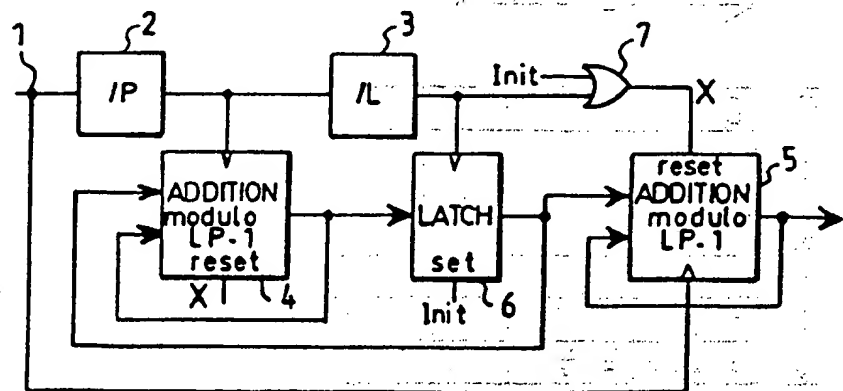 1
2
3
7
/P
/L
Init
X
ADDITION
modulo
LP-1
reset
X
4
LATCH
set
Init
6
reset
ADDITION
modulo
LP-1
5